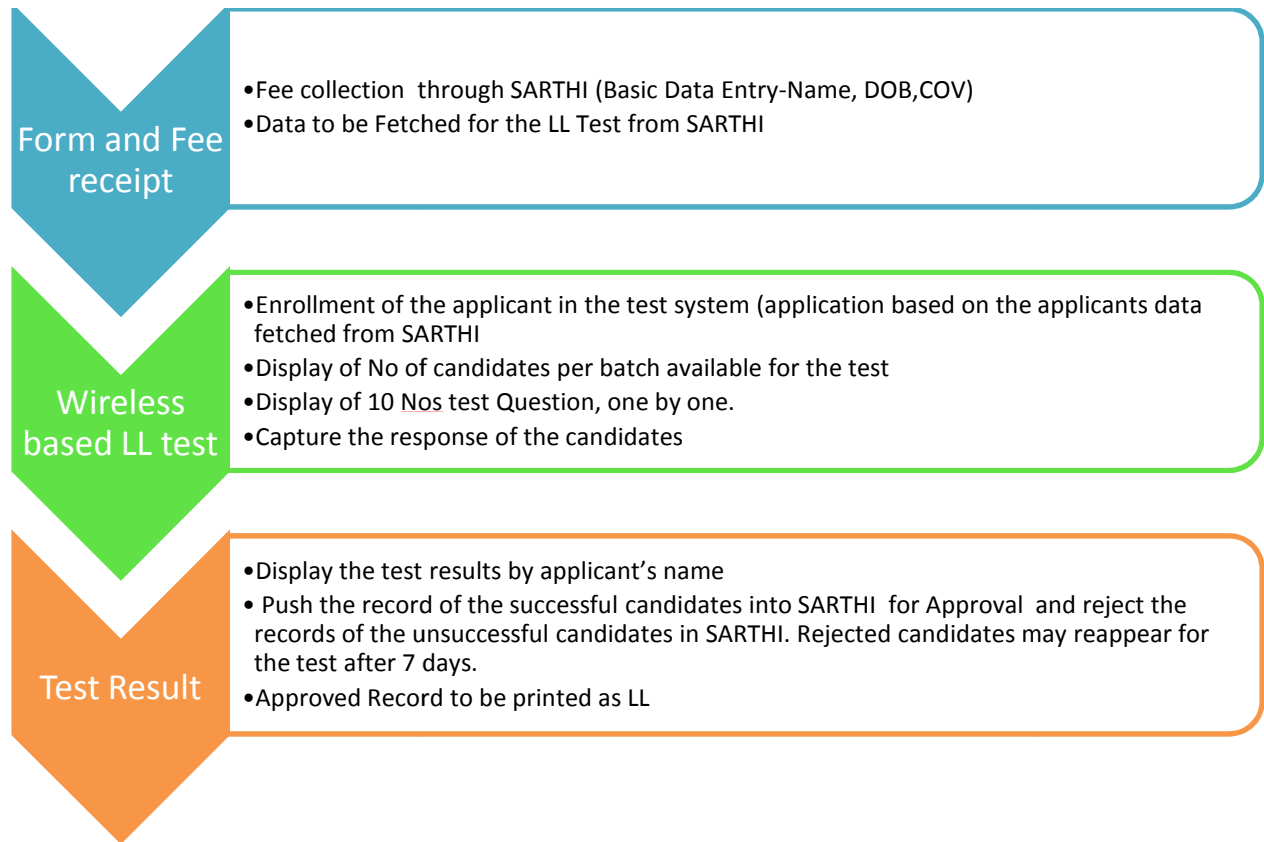 Form and Fee
receipt
•Fee collection through SARTHI (Basic Data Entry-Name, DOB,COV)
•Data to be Fetched for the LL Test from SARTHI
Wireless
based LL test
•Enrollment of the applicant in the test system (application based on the applicants data
fetched from SARTHI
•Display of No of candidates per batch available for the test
•Display of 10 Nos test Question, one by one.
•Capture the response of the candidates
Test Result
•Display the test results by applicant’s name
• Push the record of the successful candidates into SARTHI for Approval and reject the
records of the unsuccessful candidates in SARTHI. Rejected candidates may reappear for
the test after 7 days.
•Approved Record to be printed as LL